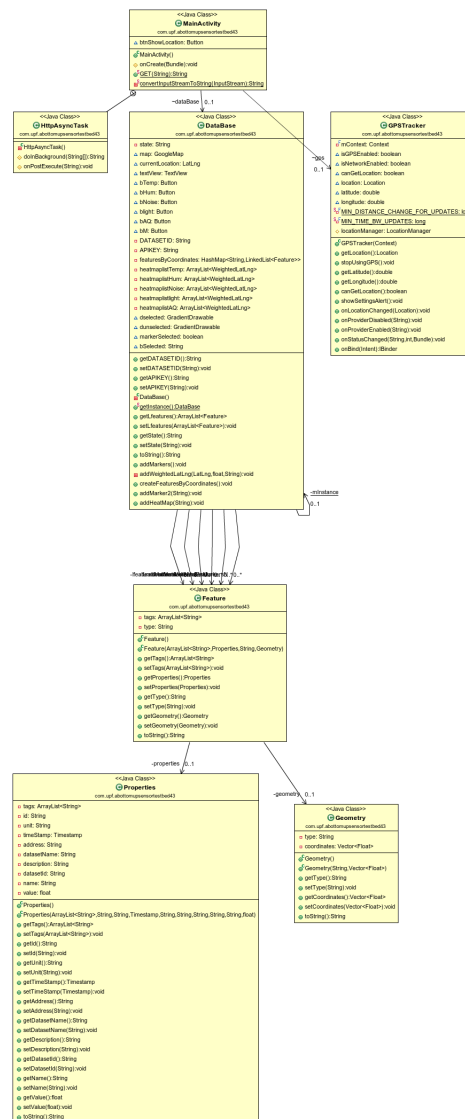 <<Java Class>>
MainActivity
com.upf.abottomupsensortestbed43
btnShowLocation: Button
MainActivity()
onCreate(Bundle):void
GET(String):String
convertInputStreamToString(InputStream):String
~dataBase 0..1
~gps
0..1
<<Java Class>>
HttpAsyncTask
com.upf.abottomupsensortestbed43
HttpAsyncTask()
doInBackground(String[]):String
onPostExecute(String):void
<<Java Class>>
DataBase
com.upf.abottomupsensortestbed43
state: String
map: GoogleMap
currentLocation: LatLng
textView: TextView
bTemp: Button
bHum: Button
bNoise: Button
blight: Button
bAQ: Button
bM: Button
DATASETID: String
APIKEY: String
featuresByCoordinates: HashMap<String,LinkedList<Feature>>
heatmaplistTemp: ArrayList<WeightedLatLng>
heatmaplistHum: ArrayList<WeightedLatLng>
heatmaplistNoise: ArrayList<WeightedLatLng>
heatmaplistlight: ArrayList<WeightedLatLng>
heatmaplistAQ: ArrayList<WeightedLatLng>
dselected: GradientDrawable
dunselected: GradientDrawable
markerSelected: boolean
bSelected: String
getDATASETID():String
setDATASETID(String):void
getAPIKEY():String
setAPIKEY(String):void
DataBase()
getInstance():DataBase
getLfeatures():ArrayList<Feature>
setLfeatures(ArrayList<Feature>):void
getState():String
setState(String):void
toString():String
addMarkers():void
addWeightedLatLng(LatLng,float,String):void
createFeaturesByCoordinates():void
addMarker2(String):void
addHeatMap(String):void
-mInstance
0..1
<<Java Class>>
GPSTracker
com.upf.abottomupsensortestbed43
mContext: Context
isGPSEnabled: boolean
isNetworkEnabled: boolean
canGetLocation: boolean
location: Location
latitude: double
longitude: double
MIN_DISTANCE_CHANGE_FOR_UPDATES:
MIN_TIME_BW_UPDATES: long
locationManager: LocationManager
GPSTracker(Context)
getLocation():Location
stopUsingGPS():void
getLatitude():double
getLongitude():double
canGetLocation():boolean
showSettingsAlert():void
onLocationChanged(Location):void
onProviderDisabled(String):void
onProviderEnabled(String):void
onStatusChanged(String,int,Bundle):void
onBind(Intent):IBinder
0..*
<<Java Class>>
Feature
com.upf.abottomupsensortestbed43
tags: ArrayList<String>
type: String
Feature()
Feature(ArrayList<String>,Properties,String,Geometry)
getTags():ArrayList<String>
setTags(ArrayList<String>):void
getProperties():Properties
setProperties(Properties):void
getType():String
setType(String):void
getGeometry():Geometry
setGeometry(Geometry):void
toString():String
-properties 0..1
-geometry 0..1
<<Java Class>>
Properties
com.upf.abottomupsensortestbed43
tags: ArrayList<String>
id: String
unit: String
timeStamp: Timestamp
address: String
datasetName: String
description: String
datasetId: String
name: String
value: float
Properties()
Properties(ArrayList<String>,String,String,Timestamp,String,String,String,String,String,float)
getTags():ArrayList<String>
setTags(ArrayList<String>):void
getId():String
setId(String):void
getUnit():String
setUnit(String):void
getTimeStamp():Timestamp
setTimeStamp(Timestamp):void
getAddress():String
setAddress(String):void
getDatasetName():String
setDatasetName(String):void
getDescription():String
setDescription(String):void
getDatasetId():String
setDatasetId(String):void
getName():String
setName(String):void
getValue():float
setValue(float):void
toString():String
<<Java Class>>
Geometry
com.upf.abottomupsensortestbed43
type: String
coordinates: Vector<Float>
Geometry()
Geometry(String,Vector<Float>)
getType():String
setType(String):void
getCoordinates():Vector<Float>
setCoordinates(Vector<Float>):void
toString():String